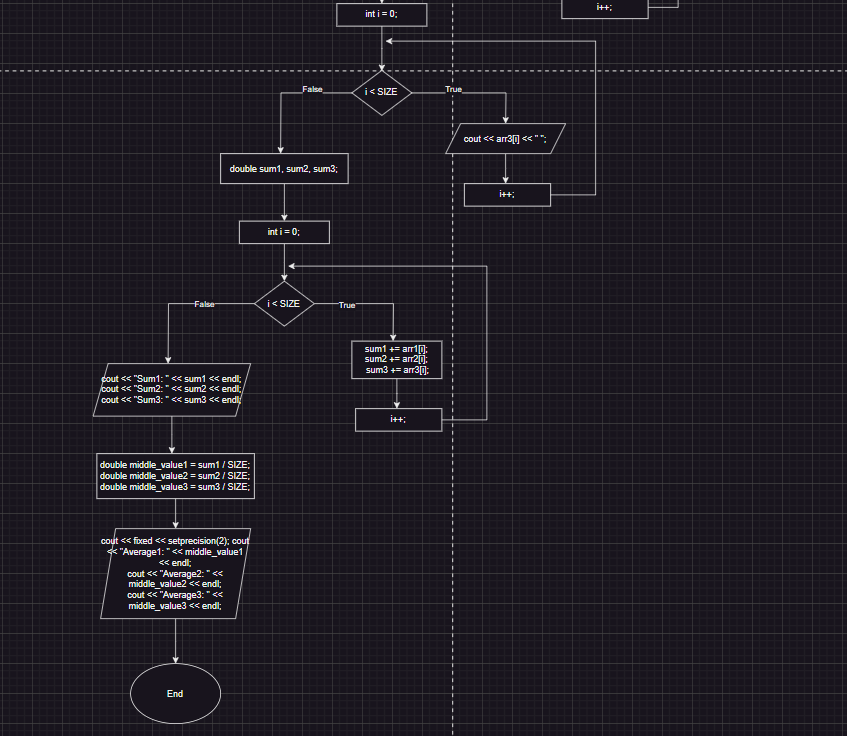 i++;
int i = 0;
i < SIZE
False
True
cout << arr3[i] << " ";
i++;
double sum1, sum2, sum3;
int i = 0;
i < SIZE
False
True
sum1 += arr1[i];
sum2 += arr2[i];
sum3 += arr3[i];
i++;
cout << "Sum1: " << sum1 << endl;
cout << "Sum2: " << sum2 << endl;
cout << "Sum3: " << sum3 << endl;
double middle_value1 = sum1 / SIZE;
double middle_value2 = sum2 / SIZE;
double middle_value3 = sum3 / SIZE;
cout << fixed << setprecision(2); cout
<< "Average1: " << middle_value1
<< endl;
cout << "Average2: " <<
middle_value2 << endl;
cout << "Average3: " <<
middle_value3 << endl;
End